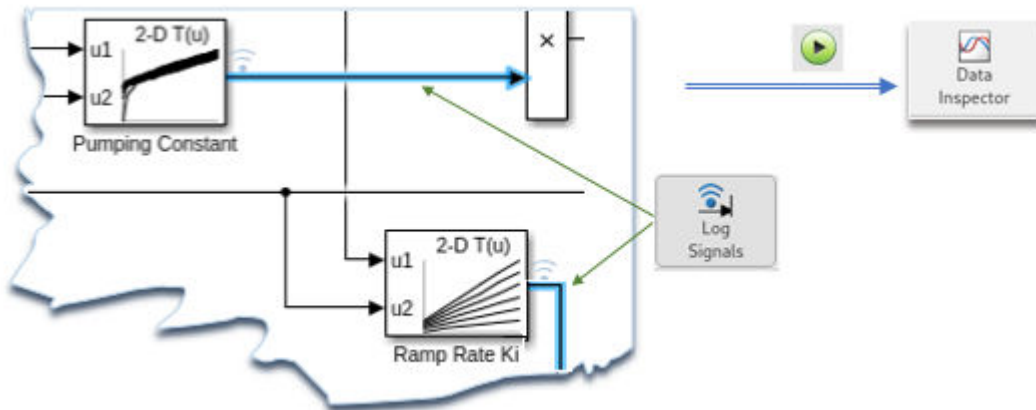 2-D T(u)
u1
u2
Pumping Constant
×
Data
Inspector
Log
Signals
2-D T(u)
u1
u2
Ramp Rate Ki